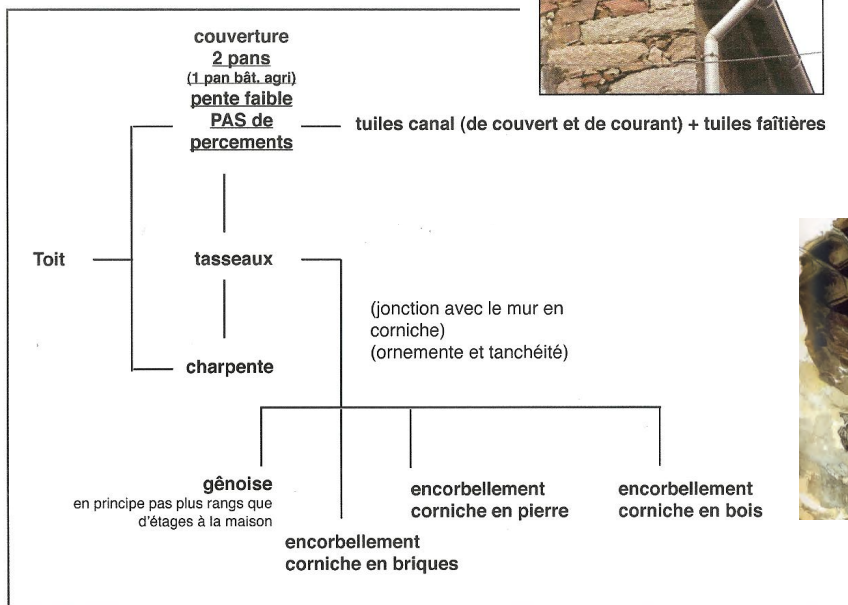 couverture
2 pans
(1 pan bât. agri)
pente faible
PAS de
percements
tuiles canal (de couvert et de courant) + tuiles faîtières
Toit
tasseaux
(jonction avec le mur en
corniche)
(ornemente et tanchéité)
charpente
gênoise
en principe pas plus rangs que
d'étages à la maison
encorbellement
corniche en briques
encorbellement
corniche en pierre
encorbellement
corniche en bois